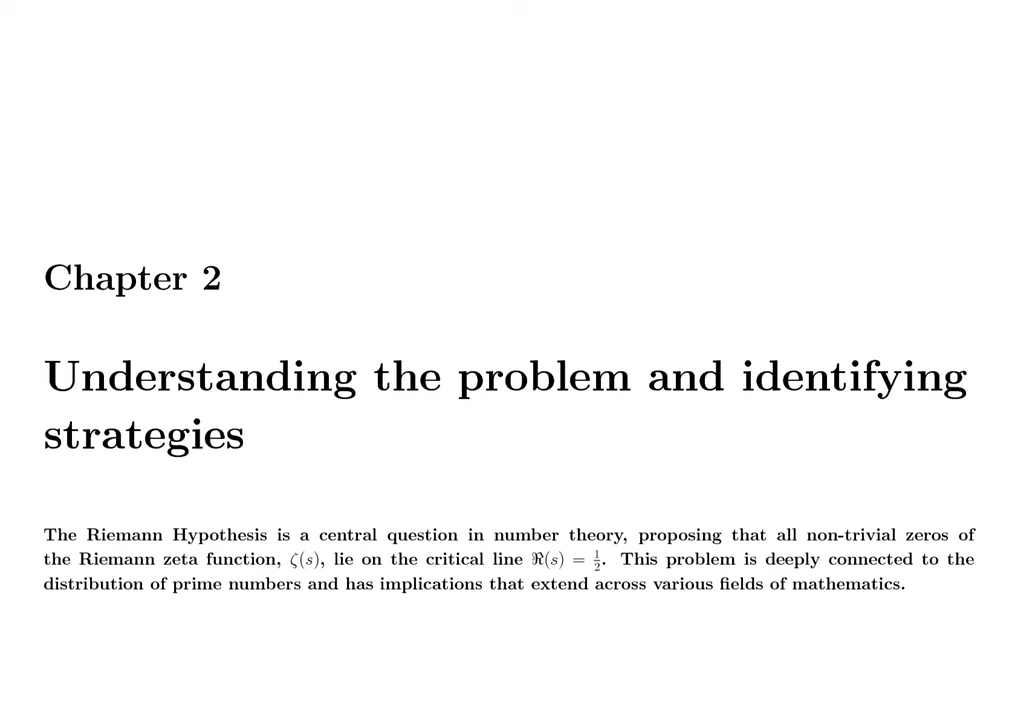 Chapter 2
Understanding the problem and identifying
strategies
The Riemann Hypothesis is a central question in number theory, proposing that all non-trivial zeros of
the Riemann zeta function, ζ(s), lie on the critical line ℜ(s) = 1/2. This problem is deeply connected to the
distribution of prime numbers and has implications that extend across various fields of mathematics.